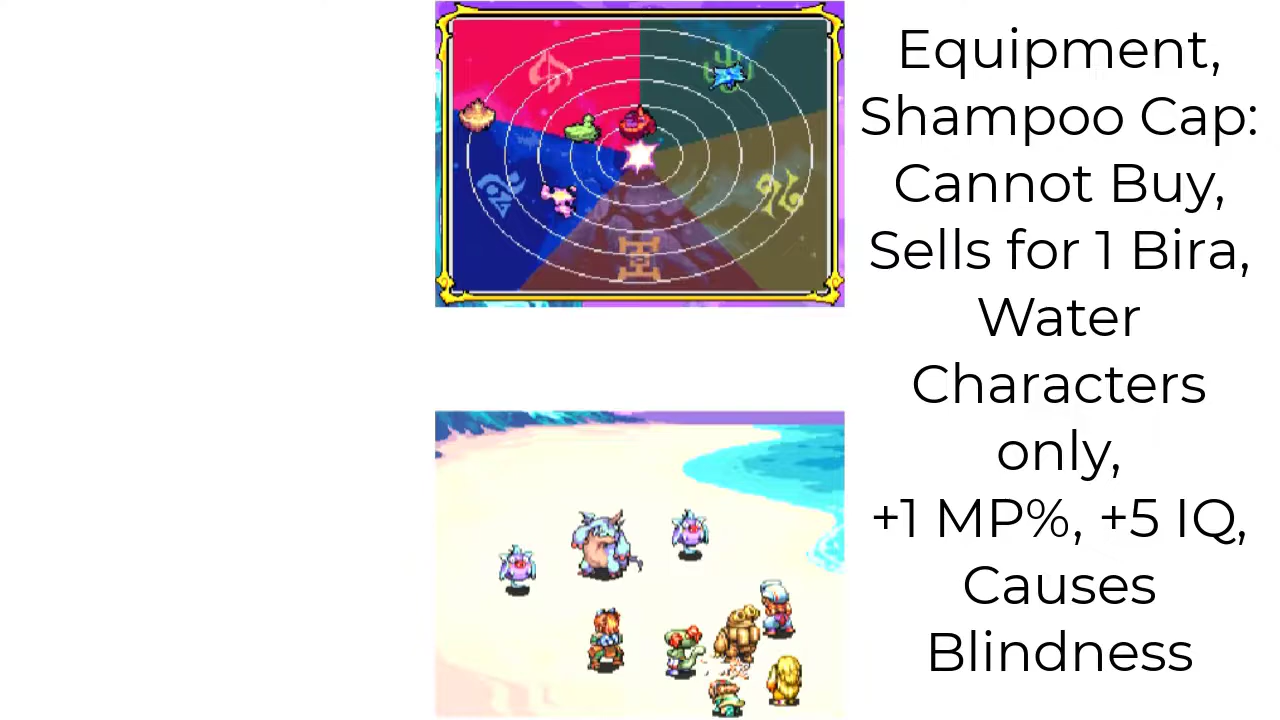 Equipment,
Shampoo Cap:
Cannot Buy,
Sells for 1 Bira,
Water
Characters
only,
+1 MP%, +5 IQ,
Causes
Blindness